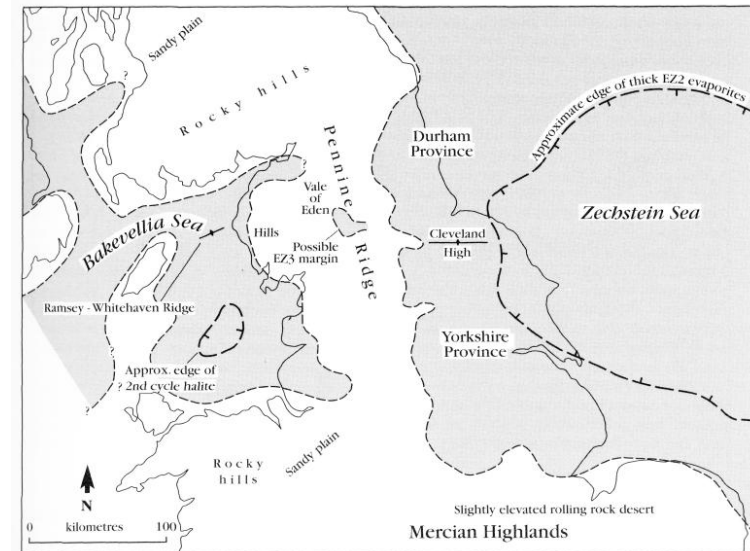 Sandy plain
Rocky hills
Pennine Ridge
Durham
Province
Approximate edge of thick EZ2 evaporites
Zechstein Sea
Vale
of
Eden
Bakevellia Sea
Hills
Possible
EZ3 margin
Cleveland
High
Ramsey - Whitehaven Ridge
Yorkshire
Province
Approx. edge of
2nd cycle halite
?
?
?
?
?
Rocky
hills
Sandy plain
N
0 kilometres 100
Slightly elevated rolling rock desert
Mercian Highlands